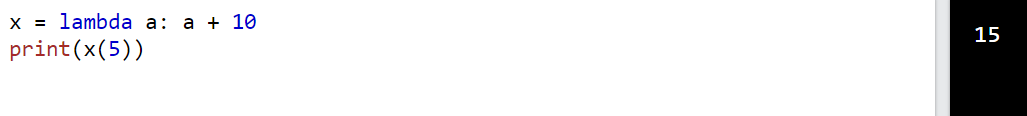 x = lambda a: a + 10
print(x(5))
15